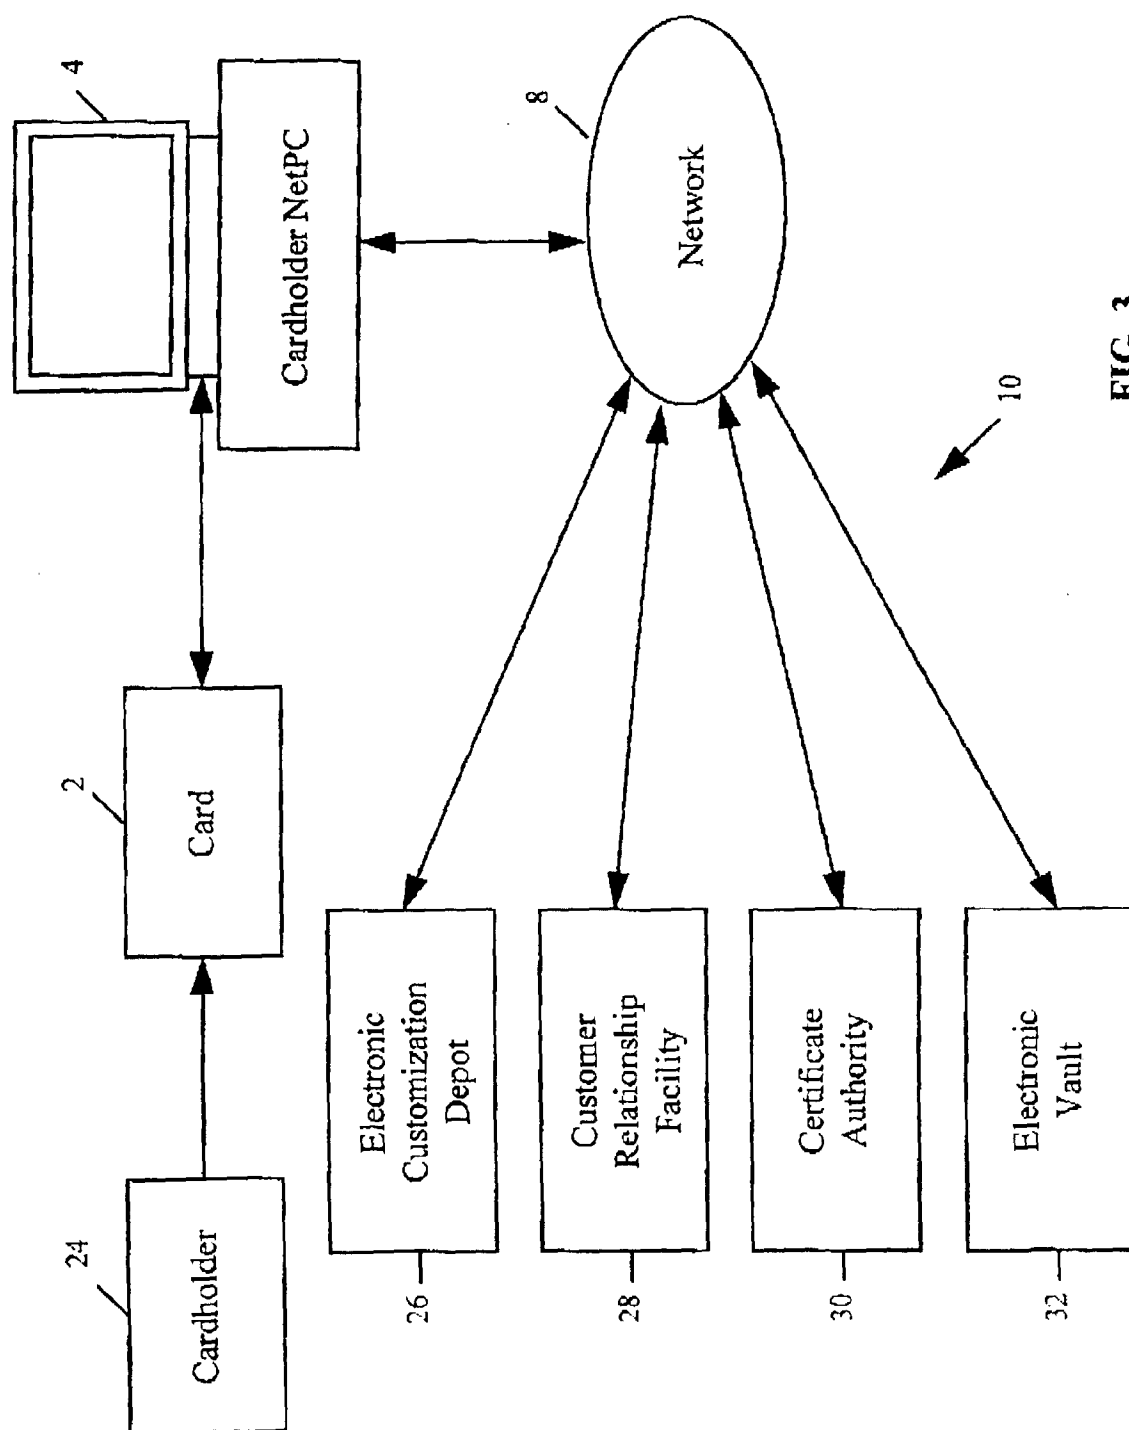 24
Cardholder
2
Card
4
Cardholder NetPC
26
Electronic
Customization
Depot
8
Network
28
Customer
Relationship
Facility
30
Certificate
Authority
10
32
Electronic
Vault
FIG. 3